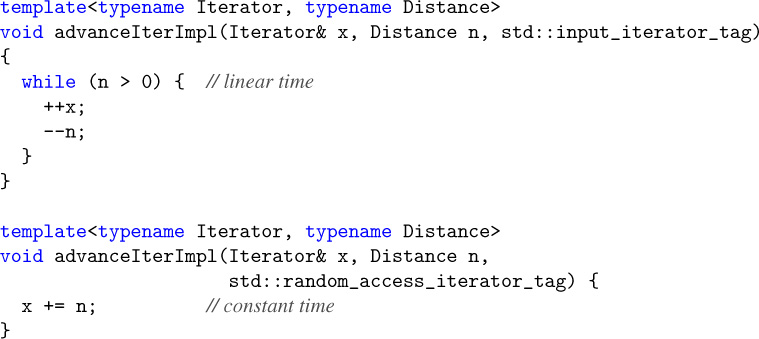 template<typename Iterator, typename Distance>
void advanceIterImpl(Iterator& x, Distance n, std::input_iterator_tag)
{
  while (n > 0) {  // linear time
    ++x;
    --n;
  }
}

template<typename Iterator, typename Distance>
void advanceIterImpl(Iterator& x, Distance n,
                     std::random_access_iterator_tag) {
  x += n;          // constant time
}